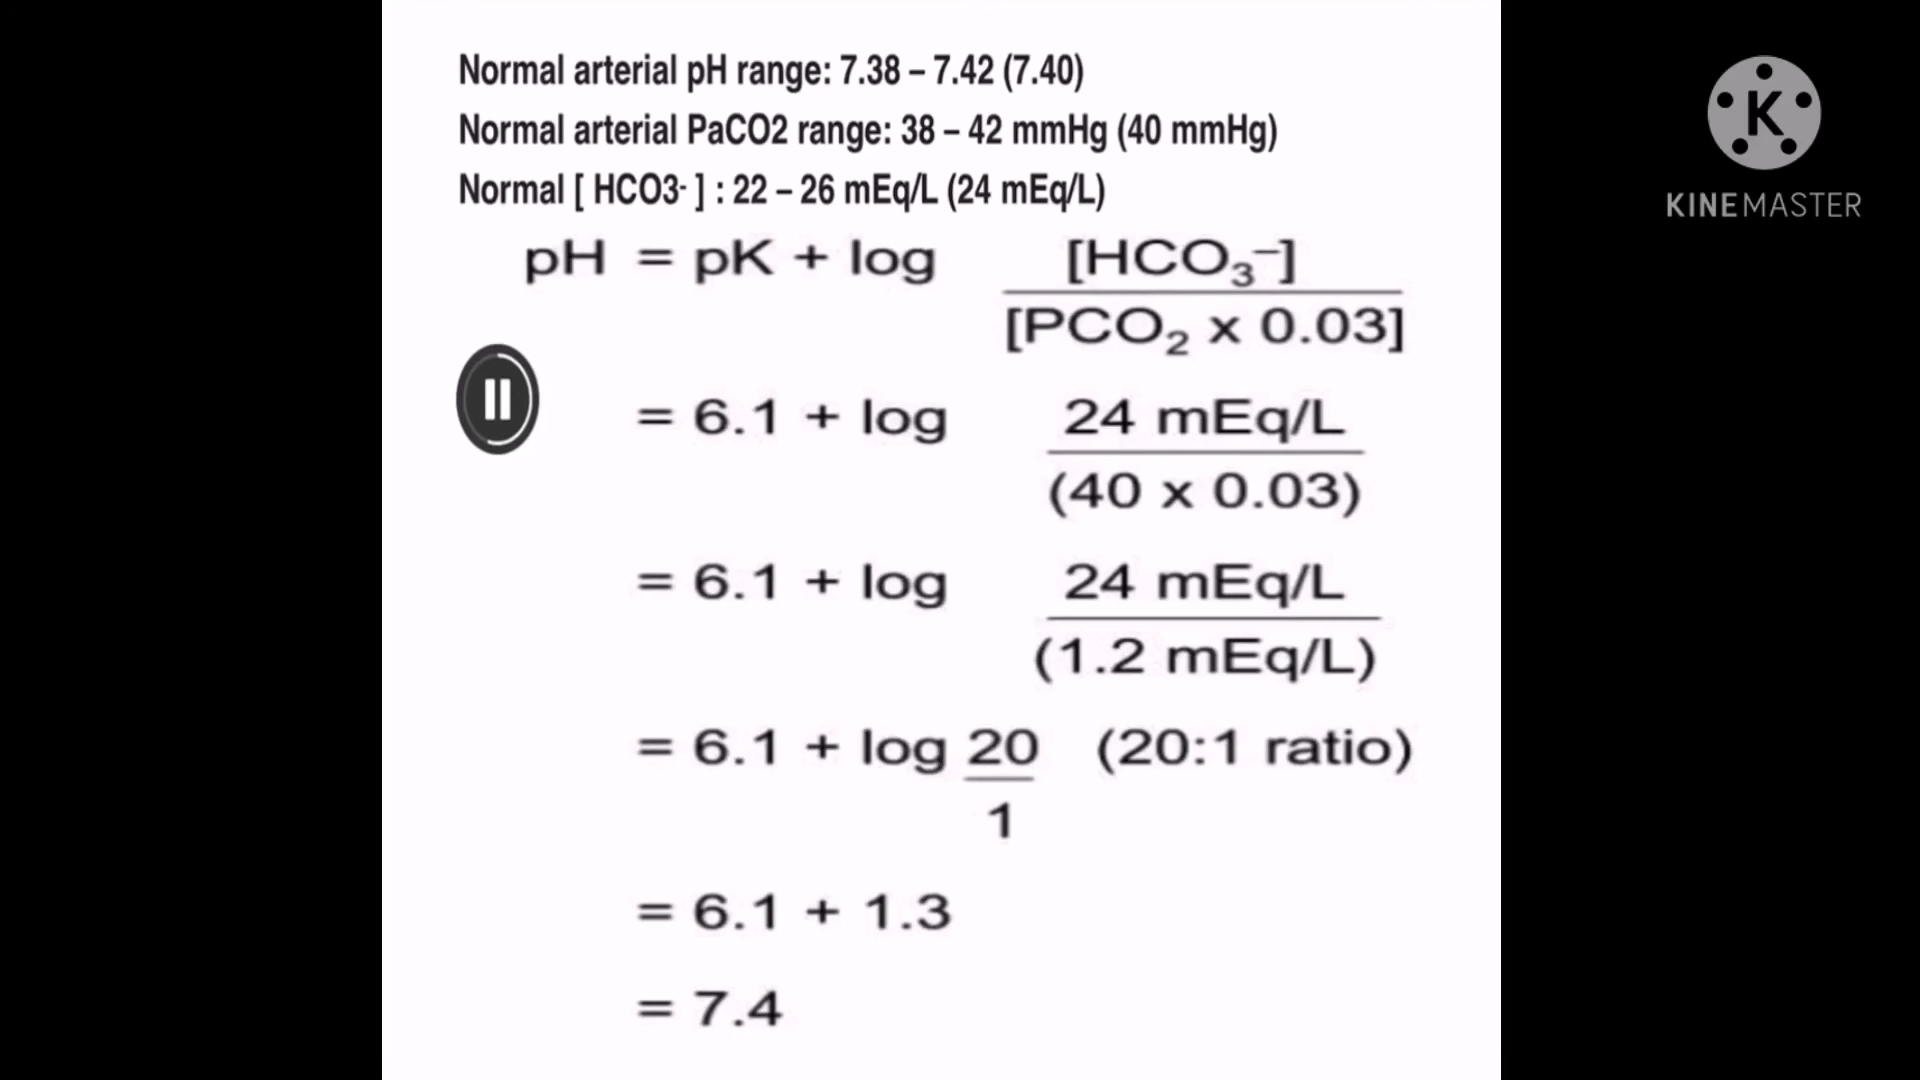 Normal arterial pH range: 7.38 – 7.42 (7.40)
Normal arterial PaCO2 range: 38 – 42 mmHg (40 mmHg)
Normal [ HCO3- ] : 22 – 26 mEq/L (24 mEq/L)
pH = pK + log [HCO₃⁻]
[PCO₂ x 0.03]
= 6.1 + log 24 mEq/L
(40 x 0.03)
= 6.1 + log 24 mEq/L
(1.2 mEq/L)
= 6.1 + log 20 (20:1 ratio)
1
= 6.1 + 1.3
= 7.4
K
KINEMASTER